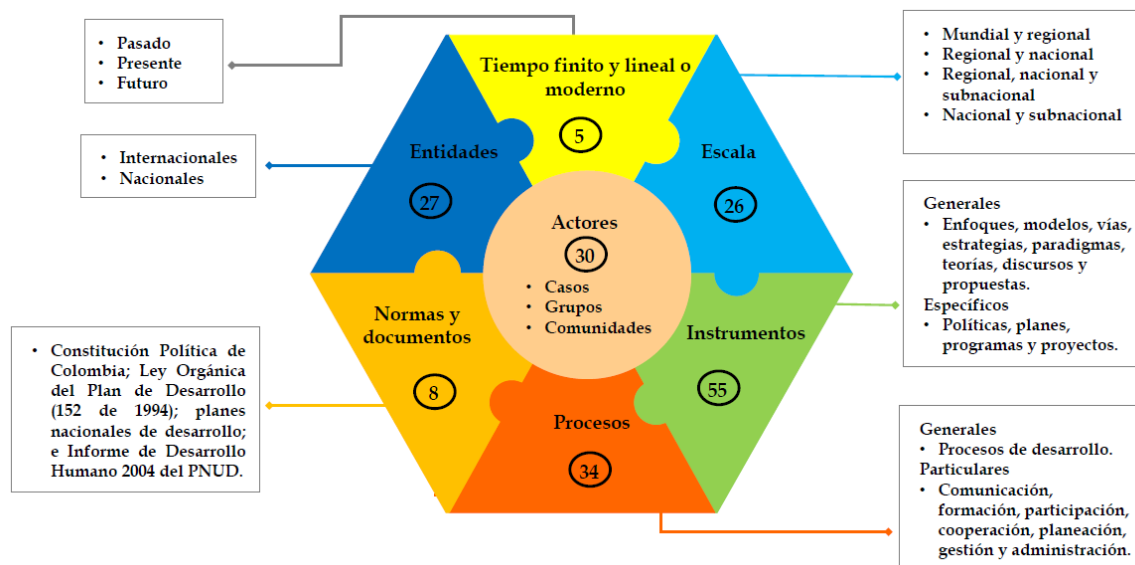 • Pasado
• Presente
• Futuro
Tiempo finito y lineal o
moderno
5
• Mundial y regional
• Regional y nacional
• Regional, nacional y
subnacional
• Nacional y subnacional
• Internacionales
• Nacionales
Entidades
27
Escala
26
Actores
30
• Casos
• Grupos
• Comunidades
Generales
• Enfoques, modelos, vías,
estrategias, paradigmas,
teorías, discursos y
propuestas.
Específicos
• Políticas, planes,
programas y proyectos.
Normas y
documentos
8
Instrumentos
55
• Constitución Política de
Colombia; Ley Orgánica
del Plan de Desarrollo
(152 de 1994); planes
nacionales de desarrollo;
e Informe de Desarrollo
Humano 2004 del PNUD.
Procesos
34
Generales
• Procesos de desarrollo.
Particulares
• Comunicación,
formación, participación,
cooperación, planeación,
gestión y administración.